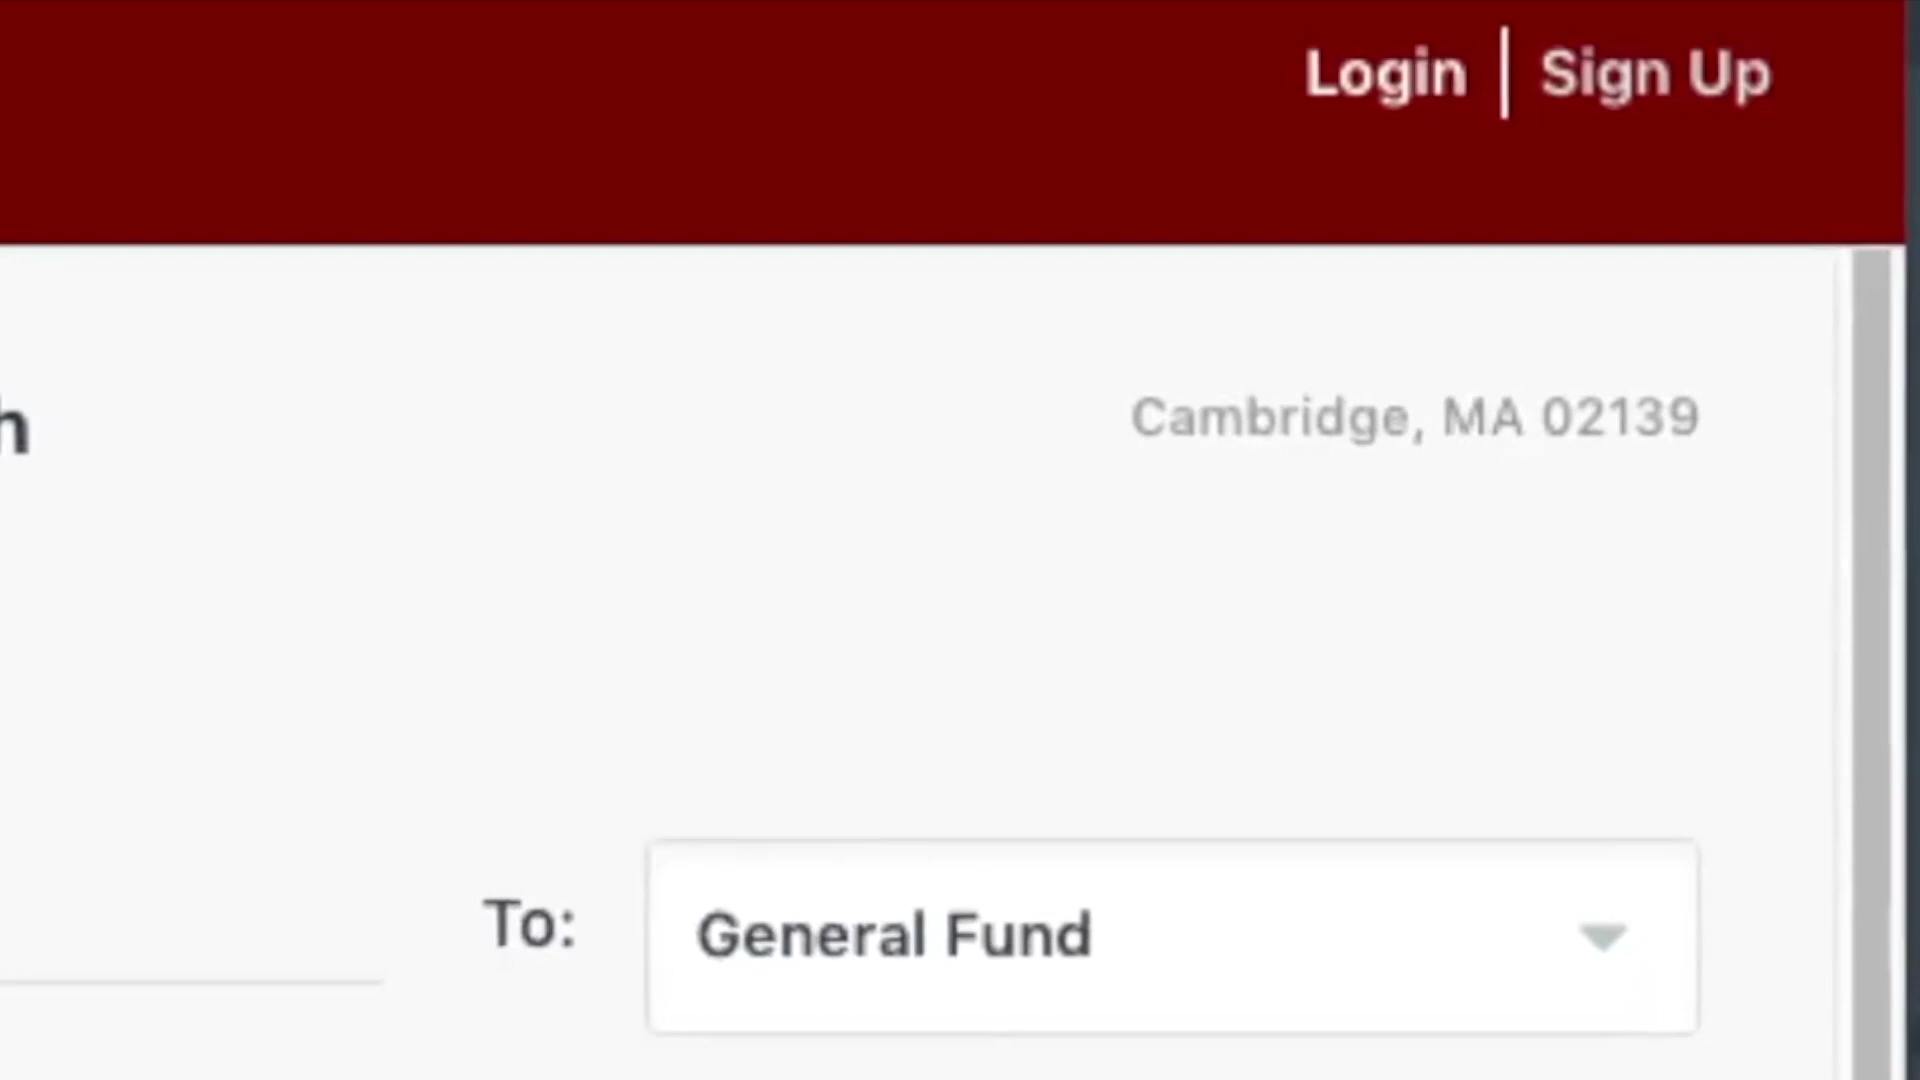 Login | Sign Up
h
Cambridge, MA 02139
To:
General Fund